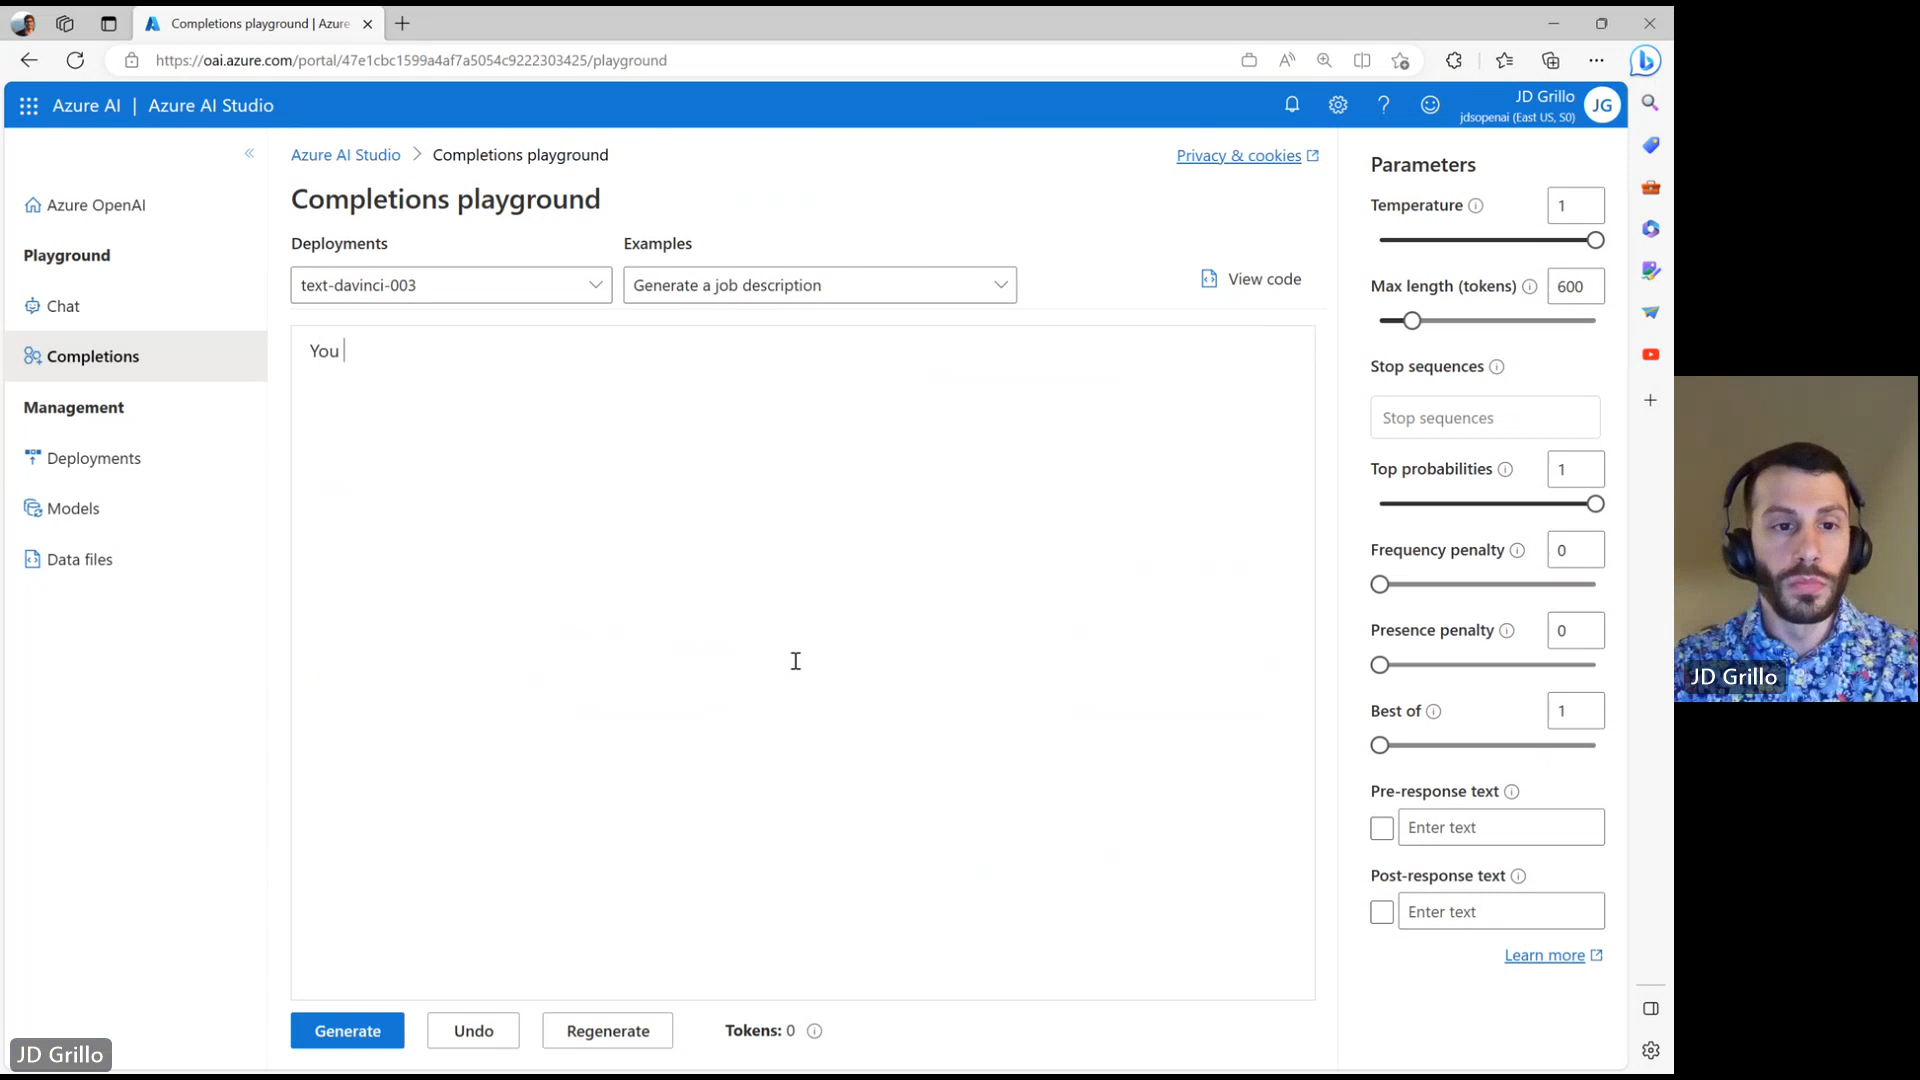 Completions playground | Azure
https://oai.azure.com/portal/47e1cbc1599a4af7a5054c9222303425/playground
Azure AI | Azure AI Studio
JD Grillo
jdsopenai (East US, S0)
JG
Azure OpenAI
Playground
Chat
Completions
Management
Deployments
Models
Data files
Azure AI Studio > Completions playground
Privacy & cookies
Completions playground
Deployments
Examples
text-davinci-003
Generate a job description
View code
You
Generate
Undo
Regenerate
Tokens: 0
Parameters
Temperature
1
Max length (tokens)
600
Stop sequences
Stop sequences
Top probabilities
1
Frequency penalty
0
Presence penalty
0
Best of
1
Pre-response text
Enter text
Post-response text
Enter text
Learn more
JD Grillo
JD Grillo